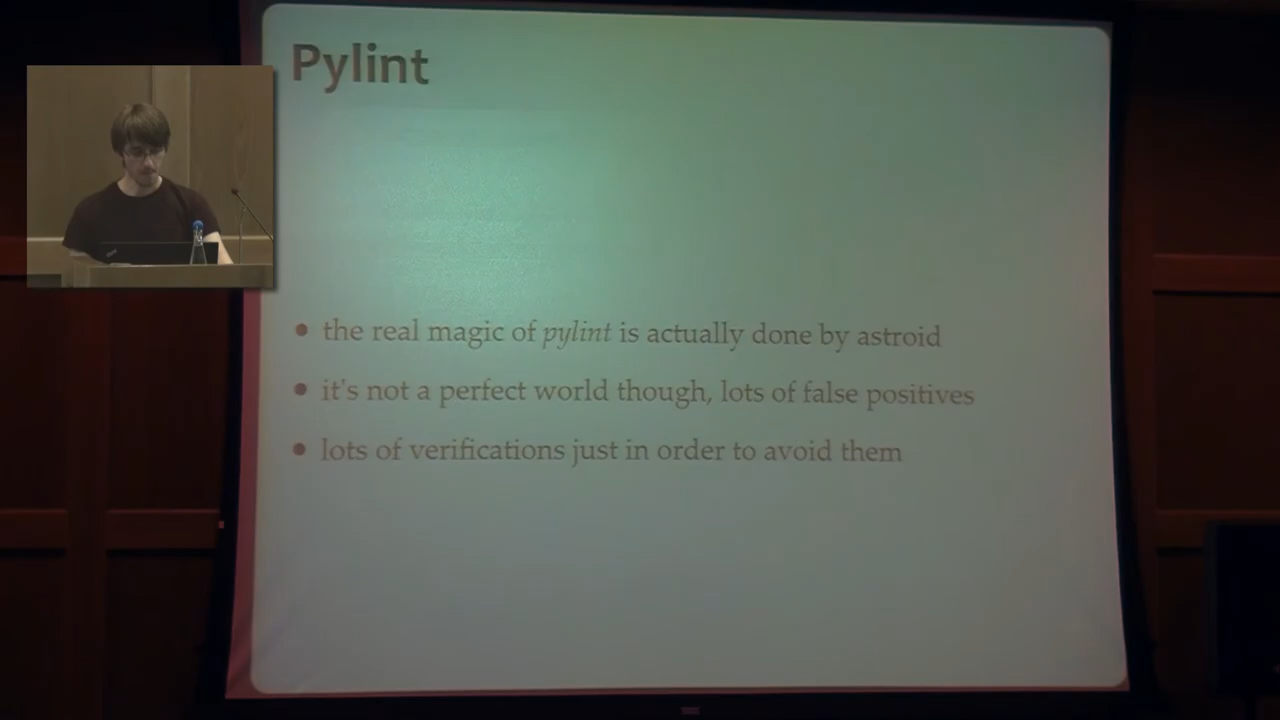 Pylint
the real magic of pylint is actually done by astroid
it's not a perfect world though, lots of false positives
lots of verifications just in order to avoid them